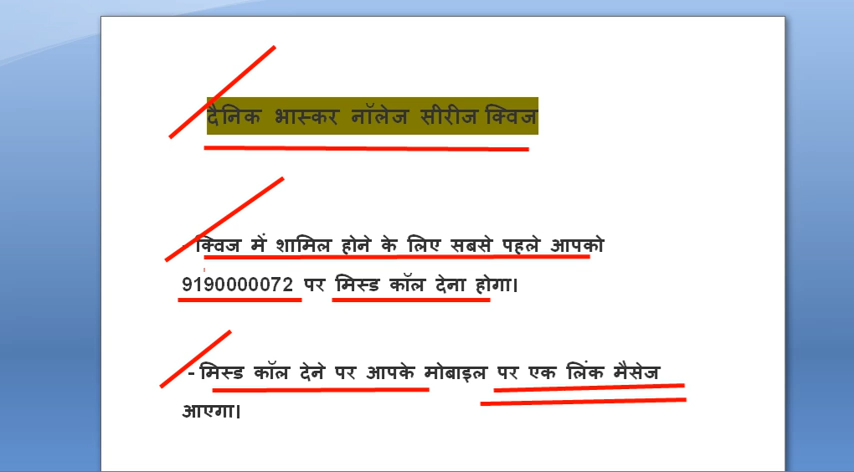 दैनिक भास्कर नॉलेज सीरीज क्विज
- क्विज में शामिल होने के लिए सबसे पहले आपको
9190000072 पर मिस्ड कॉल देना होगा।
- मिस्ड कॉल देने पर आपके मोबाइल पर एक लिंक मैसेज
आएगा।